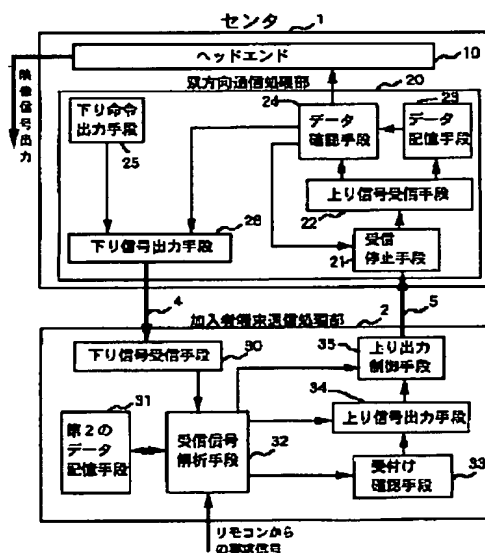 センタ 1
ヘッドエンド 10
映像信号出力
双方向通信処理部 20
下り命令
出力手段
25
24
データ
確認手段
23
データ
記憶手段
上り信号受信手段
22
下り信号出力手段 26
受信
停止手段
21
4
5
加入者端末通信処理部 2
下り信号受信手段 30
35
上り出力
制御手段
31
第2の
データ
記憶手段
受信信号
解析手段
32
34
上り信号出力手段
受付け
確認手段
33
リモコンから
の要求信号